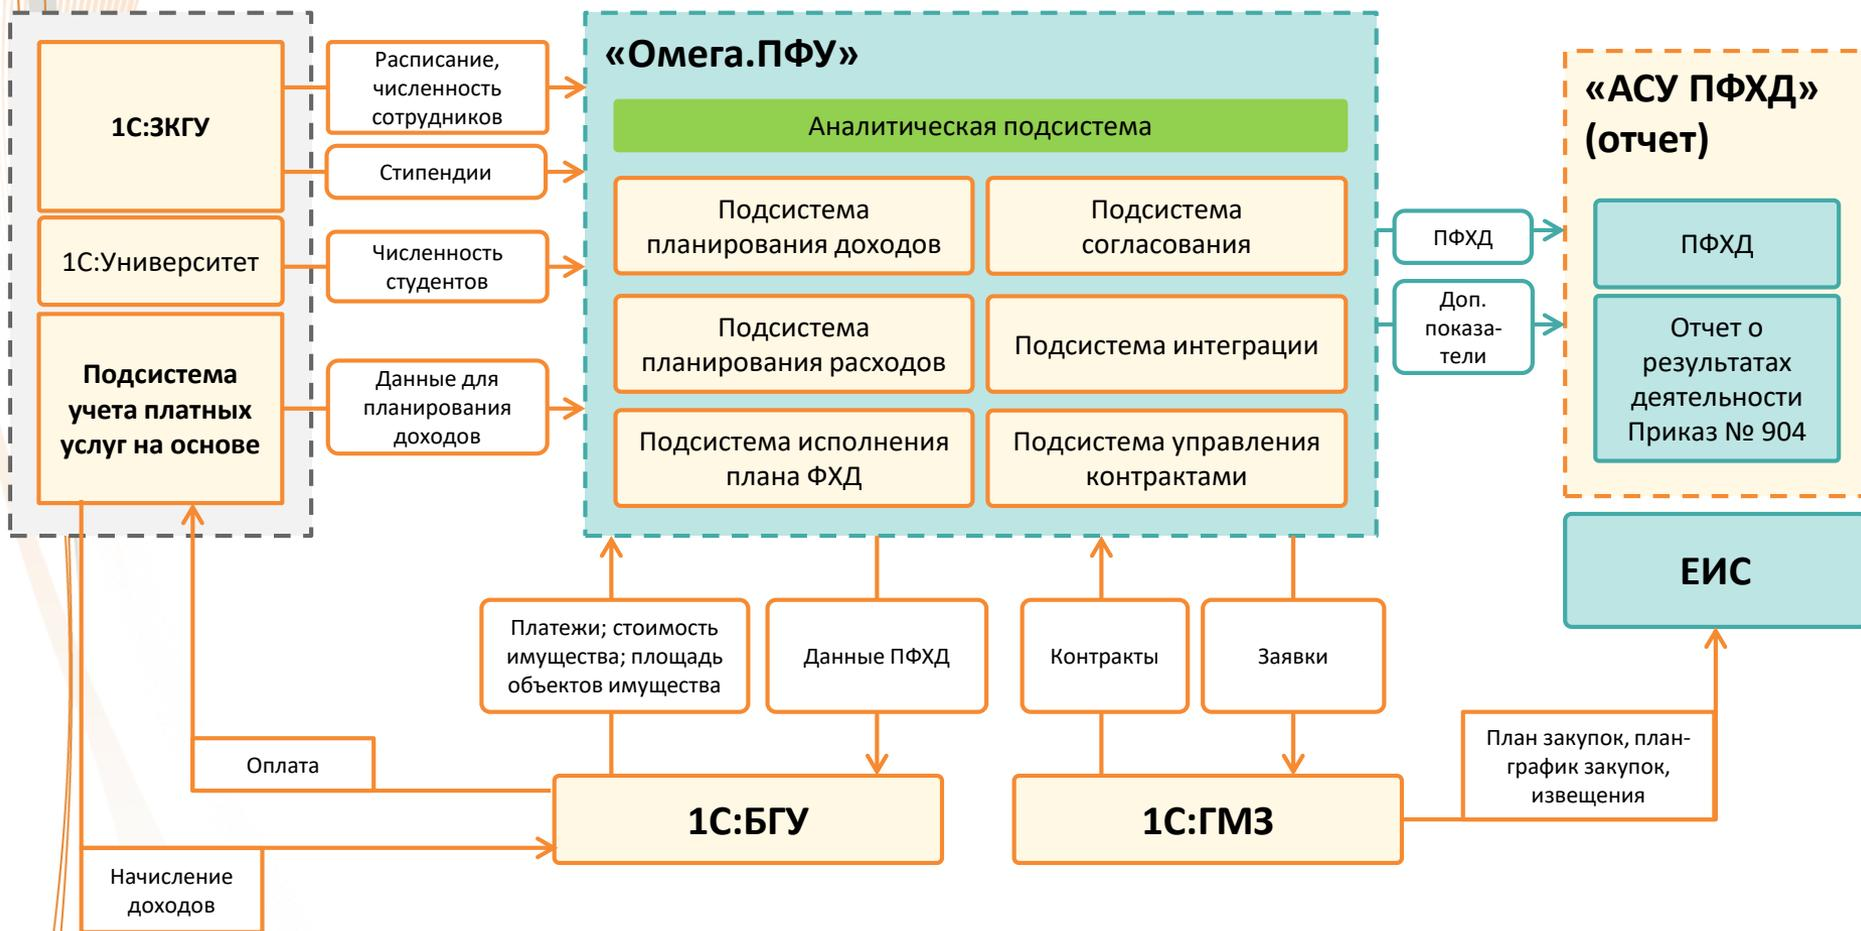 1С:ЗКГУ
1С:Университет
Подсистема
учета платных
услуг на основе
Расписание,
численность
сотрудников
Стипендии
Численность
студентов
Данные для
планирования
доходов
«Омега.ПФУ»
Аналитическая подсистема
Подсистема
планирования доходов
Подсистема
согласования
Подсистема
планирования расходов
Подсистема интеграции
Подсистема исполнения
плана ФХД
Подсистема управления
контрактами
ПФХД
Доп.
показа-
тели
«АСУ ПФХД»
(отчет)
ПФХД
Отчет о
результатах
деятельности
Приказ № 904
ЕИС
Платежи; стоимость
имущества; площадь
объектов имущества
Данные ПФХД
Контракты
Заявки
План закупок, план-
график закупок,
извещения
Оплата
Начисление
доходов
1С:БГУ
1С:ГМЗ